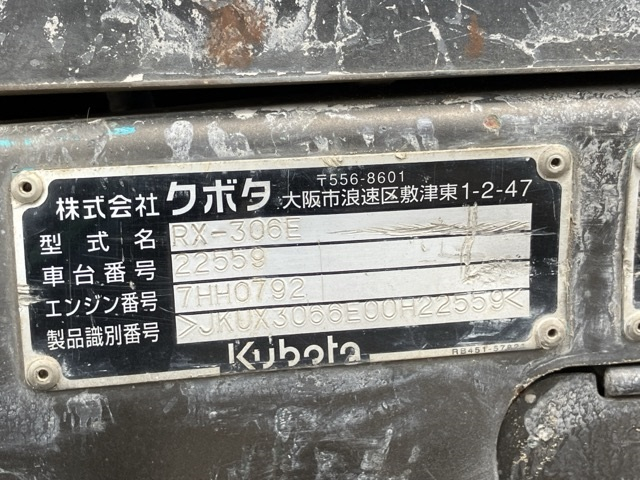 株式会社 クボタ 〒556-8601 大阪市浪速区敷津東1-2-47
型式名 RX-306E
車台番号 22559
エンジン番号 7HH0792
製品識別番号 >JKUX3066E00H22559<
Kubota